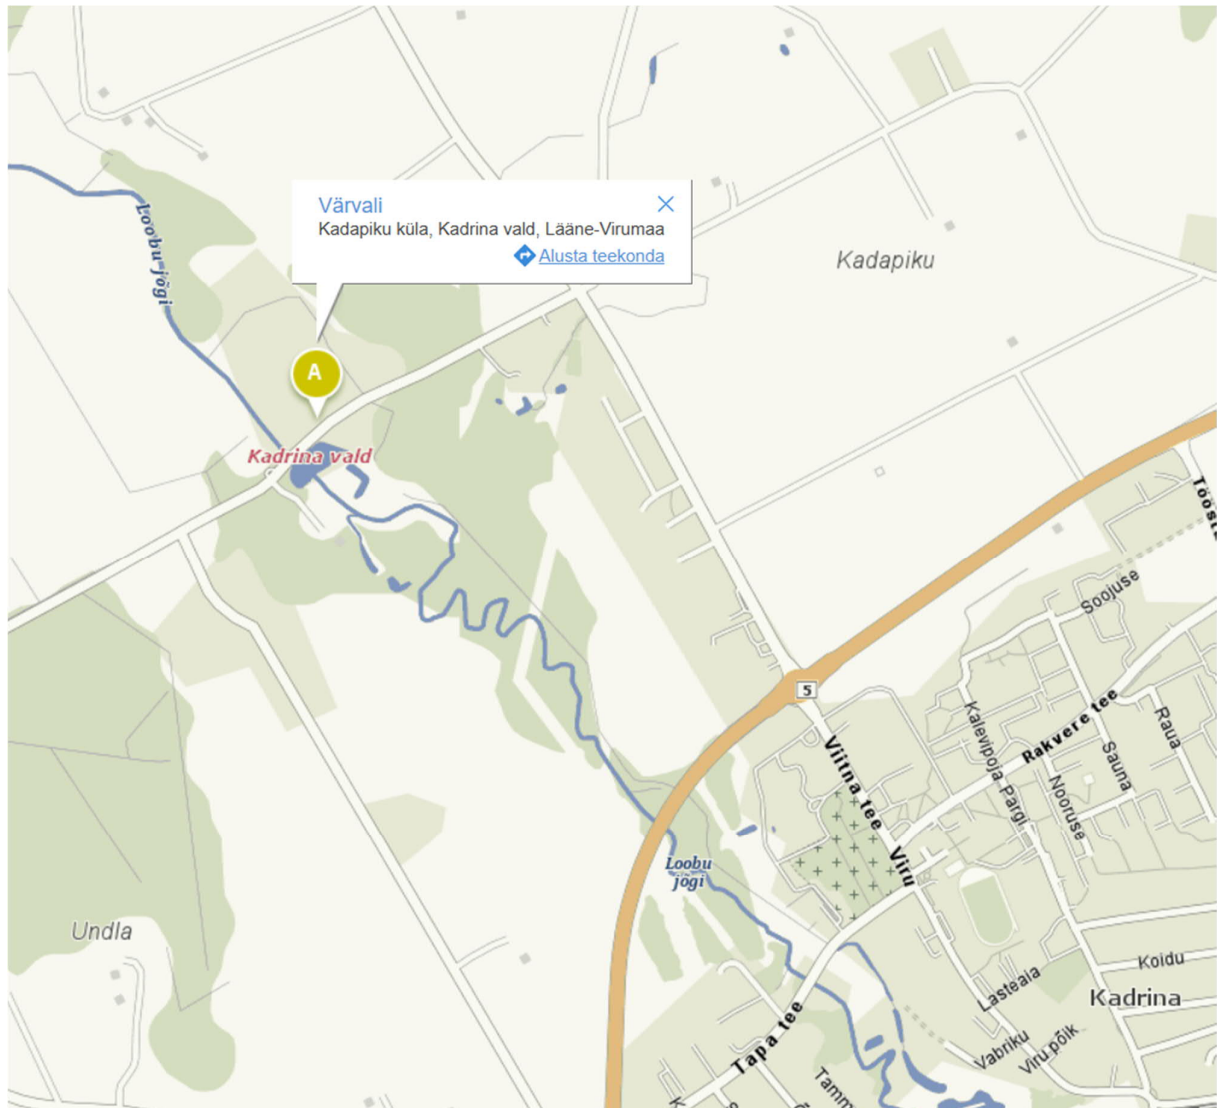 Värvali
Kadapiku küla, Kadrina vald, Lääne-Virumaa
Alusta teekonda
Loobu jõgi
Kadapiku
A
Kadrina vald
Soojuse
5
Kalevipoja
Pargi
Rakvere tee
Raua
Sauna
Nooruse
Viitna tee
Viru
Loobu
jõgi
Undla
Koidu
Lasteaia
Kadrina
Tapa tee
Vabriku
Viru põik